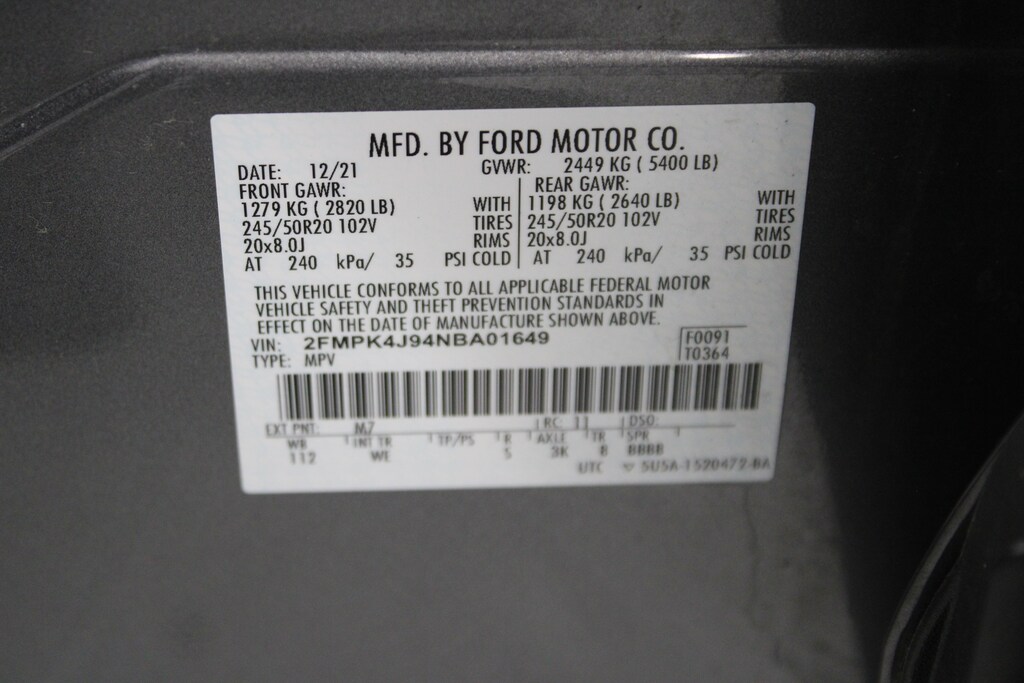 MFD. BY FORD MOTOR CO.
DATE: 12/21 GVWR: 2449 KG ( 5400 LB)
FRONT GAWR: REAR GAWR:
1279 KG ( 2820 LB) WITH 1198 KG ( 2640 LB) WITH
245/50R20 102V TIRES 245/50R20 102V TIRES
20x8.0J RIMS 20x8.0J RIMS
AT 240 kPa/ 35 PSI COLD AT 240 kPa/ 35 PSI COLD
THIS VEHICLE CONFORMS TO ALL APPLICABLE FEDERAL MOTOR
VEHICLE SAFETY AND THEFT PREVENTION STANDARDS IN
EFFECT ON THE DATE OF MANUFACTURE SHOWN ABOVE.
VIN: 2FMPK4J94NBA01649 F0091
TYPE: MPV T0364
EXT PNT: M7 RC: 11 DSO:
WB INT TR TP/PS R AXLE TR SPR
112 WE 5 3K 8 BBBB
UTC 5U5A-1520472-BA